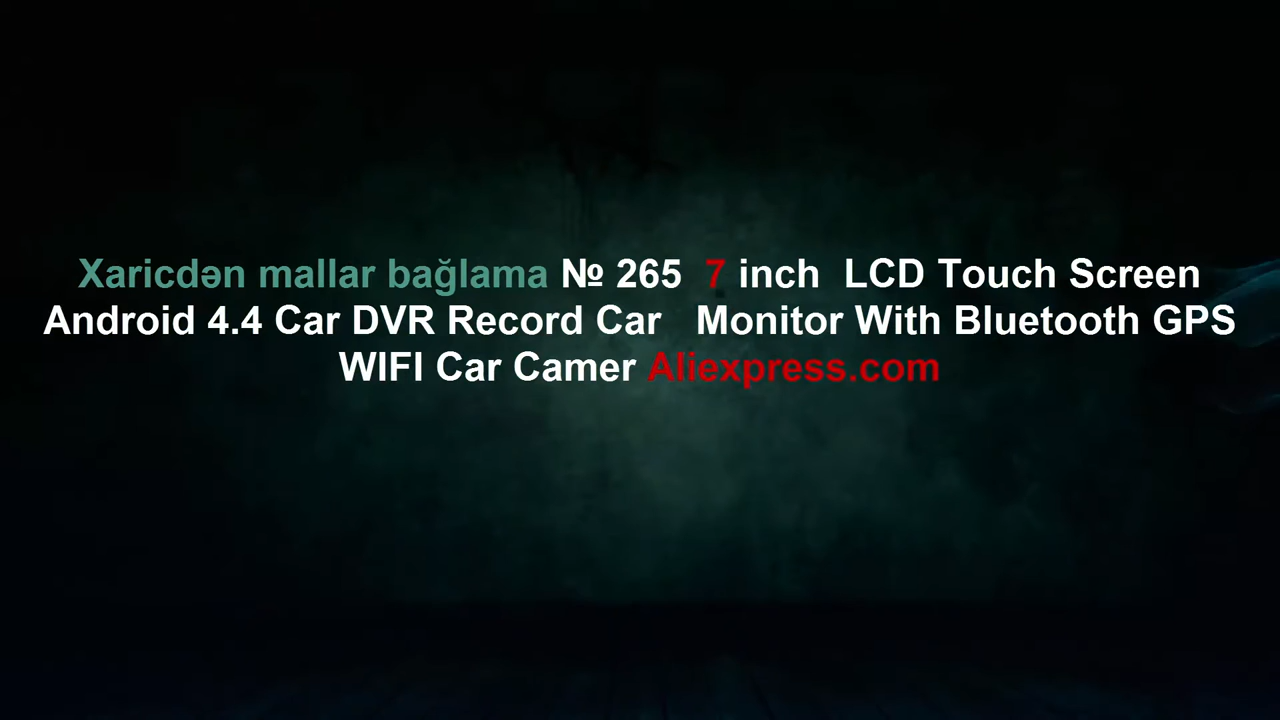 Xaricdən mallar bağlama № 265 7 inch LCD Touch Screen
Android 4.4 Car DVR Record Car Monitor With Bluetooth GPS
WIFI Car Camer Aliexpress.com